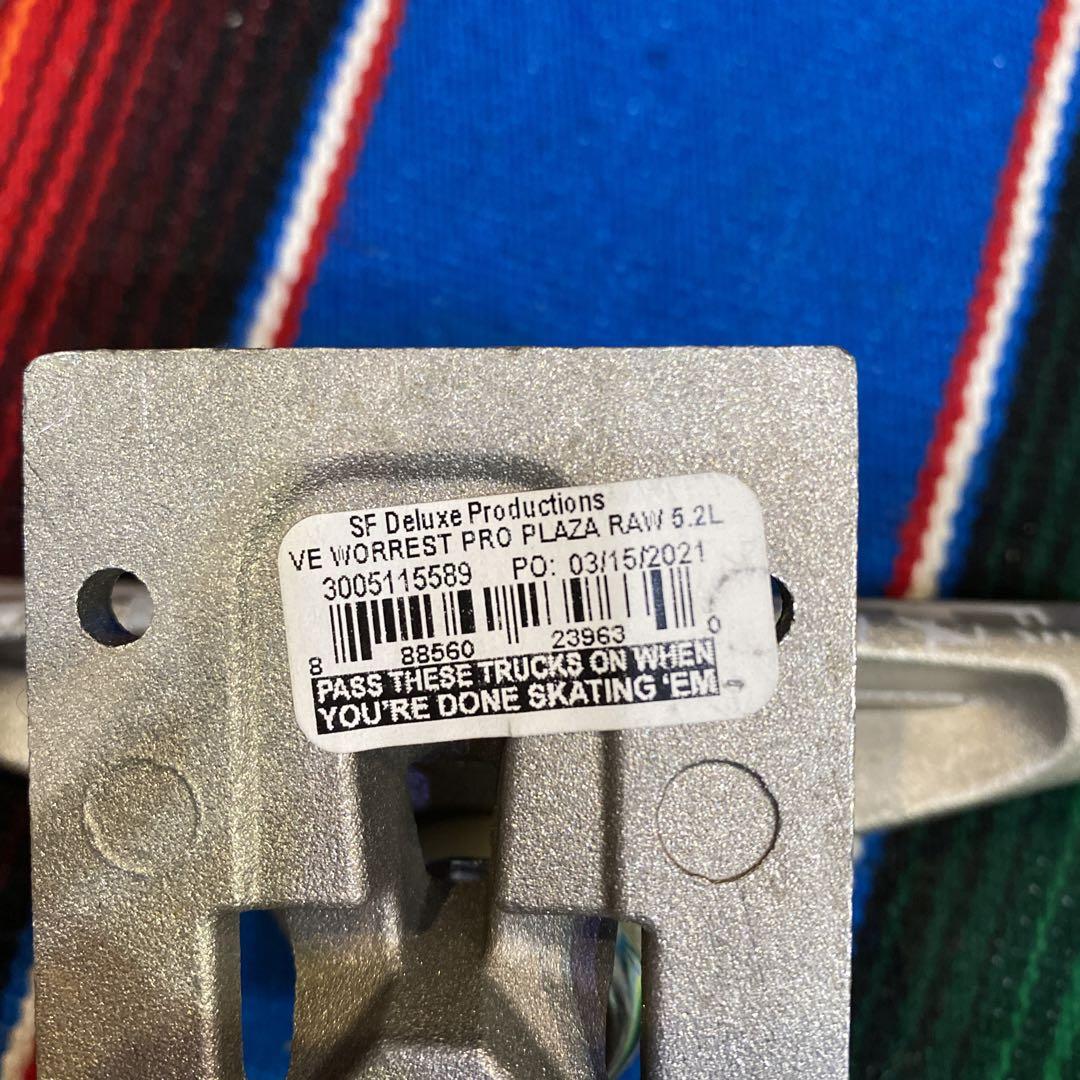 SF Deluxe Productions
VE WORREST PRO PLAZA RAW 5.2L
3005115589 PO: 03/15/2021
8 88560 23963 0
PASS THESE TRUCKS ON WHEN
YOU'RE DONE SKATING 'EM